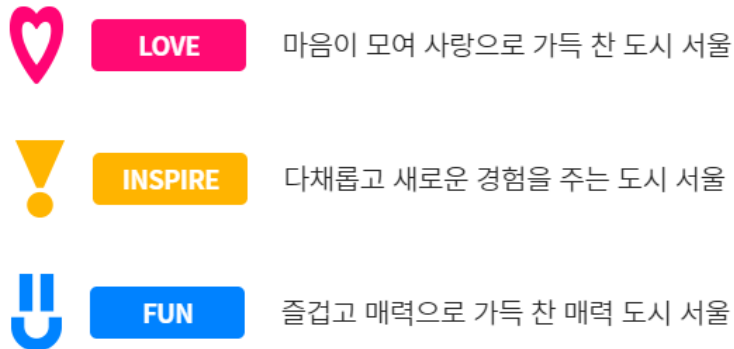 LOVE 마음이 모여 사랑으로 가득 찬 도시 서울
INSPIRE 다채롭고 새로운 경험을 주는 도시 서울
FUN 즐겁고 매력으로 가득 찬 매력 도시 서울